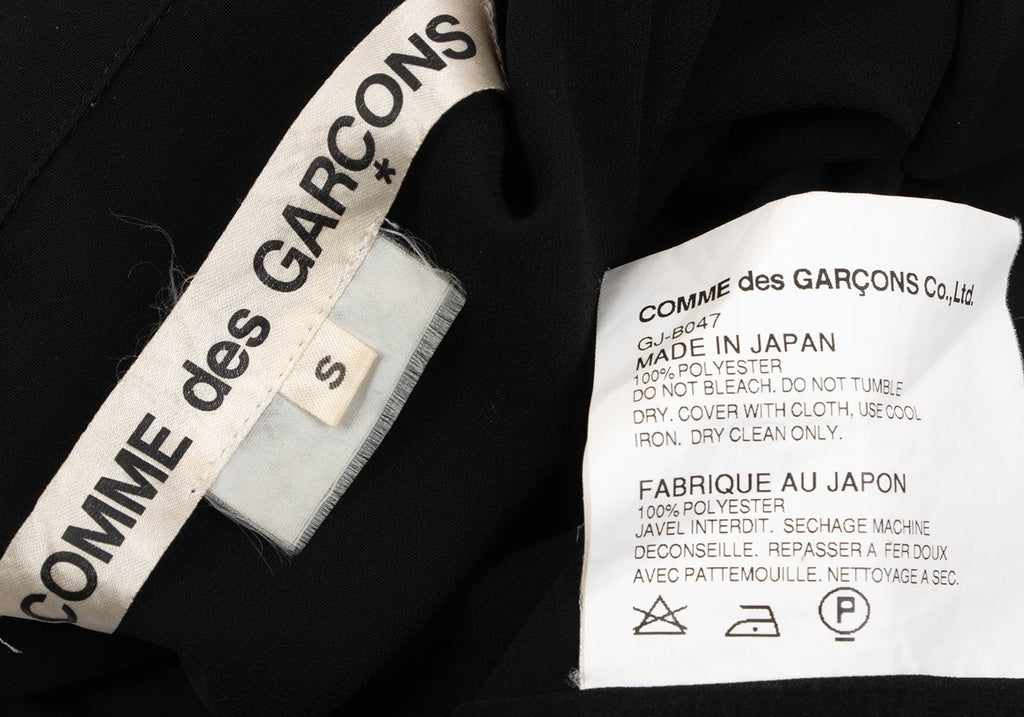 COMME des GARÇONS
*
S
COMME des GARÇONS Co.,Ltd.
GJ-B047
MADE IN JAPAN
100% POLYESTER
DO NOT BLEACH. DO NOT TUMBLE
DRY. COVER WITH CLOTH, USE COOL
IRON. DRY CLEAN ONLY.
FABRIQUE AU JAPON
100% POLYESTER
JAVEL INTERDIT. SECHAGE MACHINE
DECONSEILLE. REPASSER A FER DOUX
AVEC PATTEMOUILLE. NETTOYAGE A SEC.
P